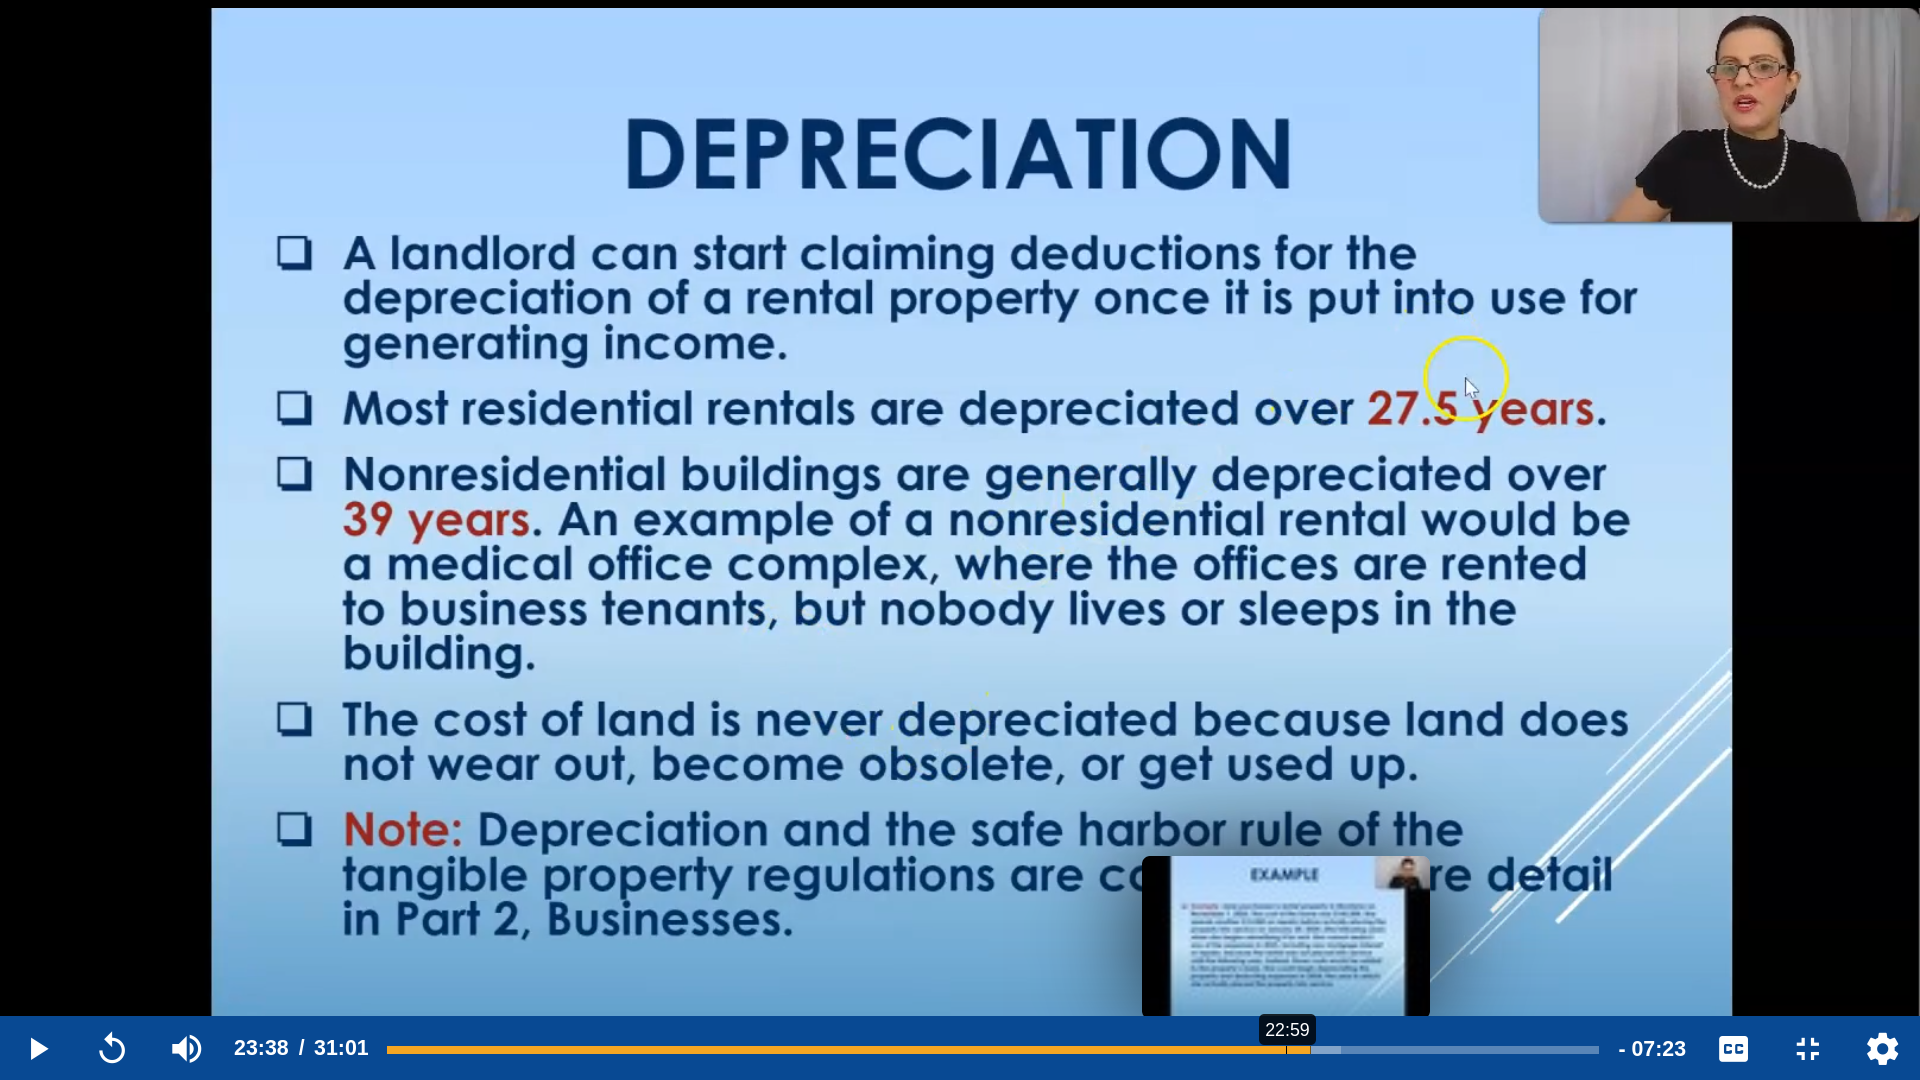 DEPRECIATION
❑ A landlord can start claiming deductions for the
depreciation of a rental property once it is put into use for
generating income.
❑ Most residential rentals are depreciated over 27.5 years.
❑ Nonresidential buildings are generally depreciated over
39 years. An example of a nonresidential rental would be
a medical office complex, where the offices are rented
to business tenants, but nobody lives or sleeps in the
building.
❑ The cost of land is never depreciated because land does
not wear out, become obsolete, or get used up.
❑ Note: Depreciation and the safe harbor rule of the
tangible property regulations are detail
in Part 2, Businesses.
EXAMPLE
22:59
23:38 / 31:01
- 07:23
CC